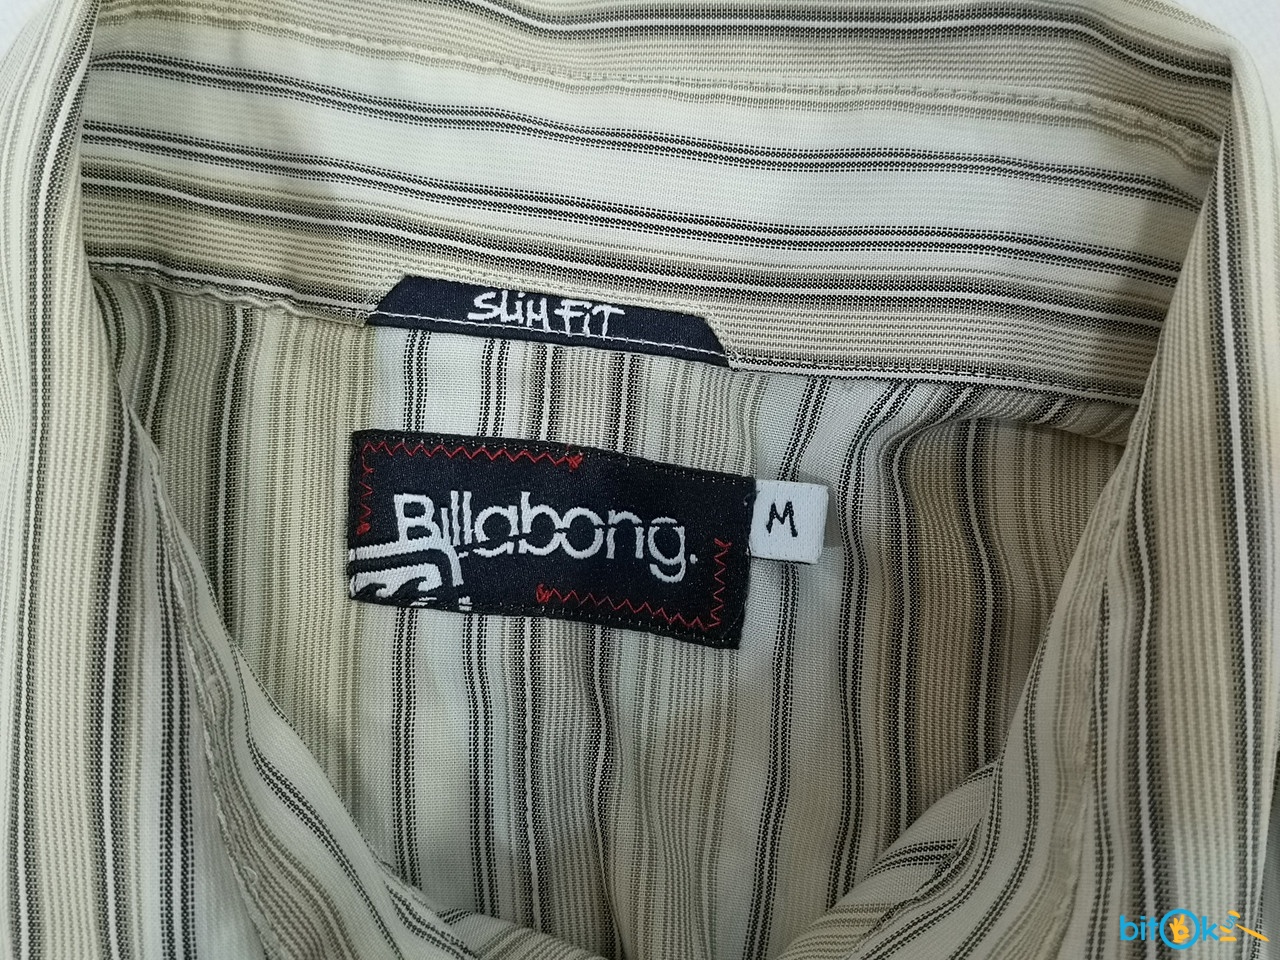 SLIM FIT
Billabong.
M
bitok